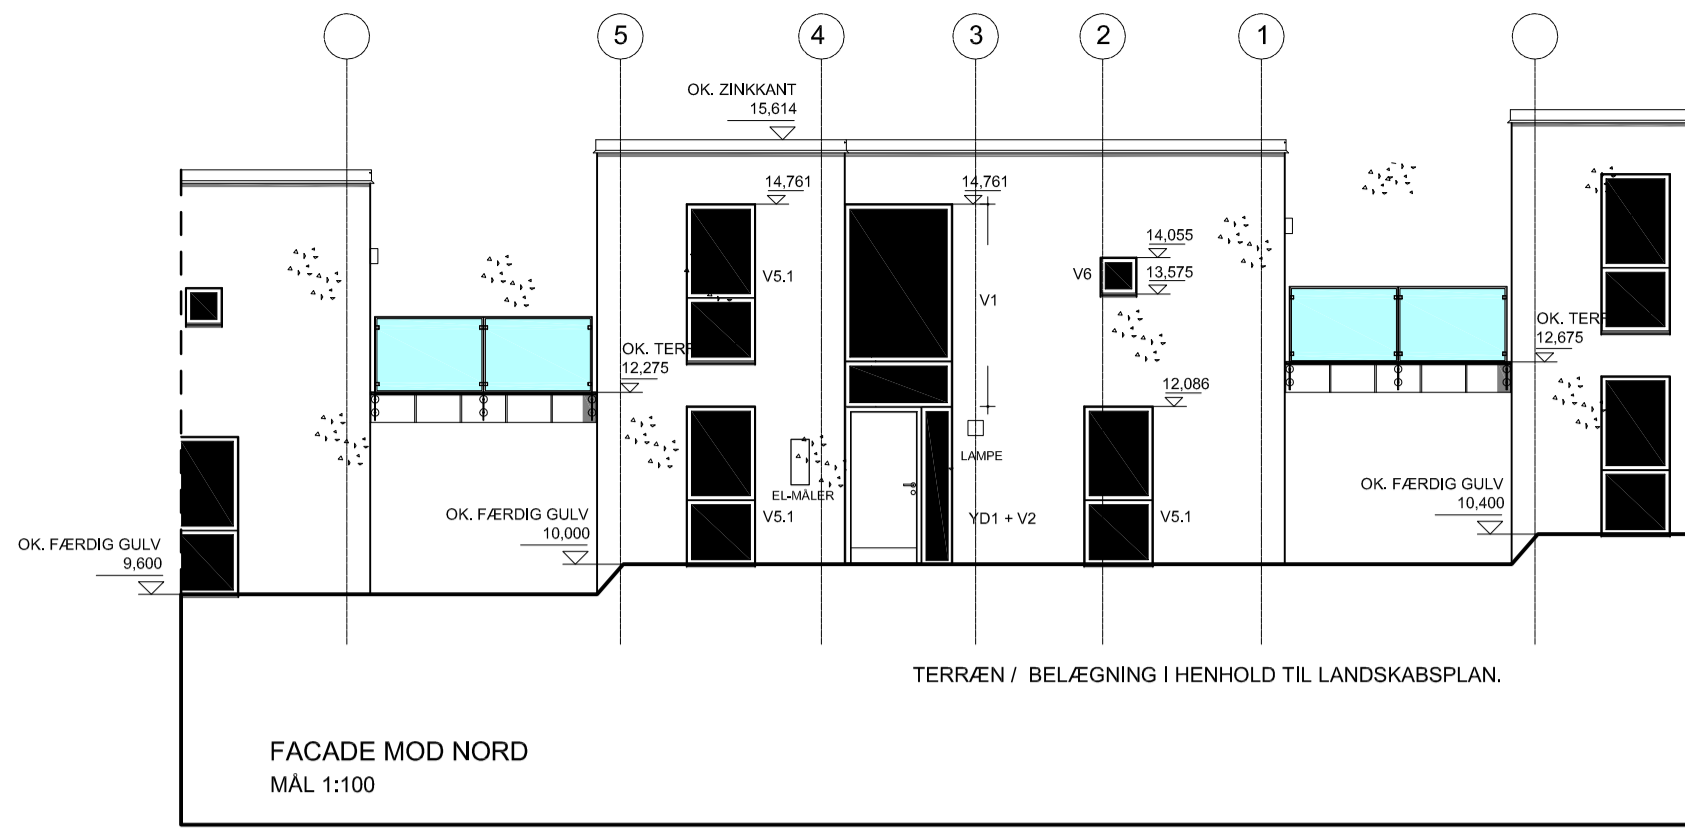 5
4
3
2
1
OK. ZINKKANT
15,614
14,761
14,761
14,055
V6
13,575
V5.1
V1
OK. TERR
12,275
OK. TERR
12,675
12,086
LAMPE
EL-MÅLER
OK. FÆRDIG GULV
10,400
OK. FÆRDIG GULV
10,000
V5.1
YD1 + V2
V5.1
OK. FÆRDIG GULV
9,600
TERRÆN / BELÆGNING I HENHOLD TIL LANDSKABSPLAN.
FACADE MOD NORD
MÅL 1:100